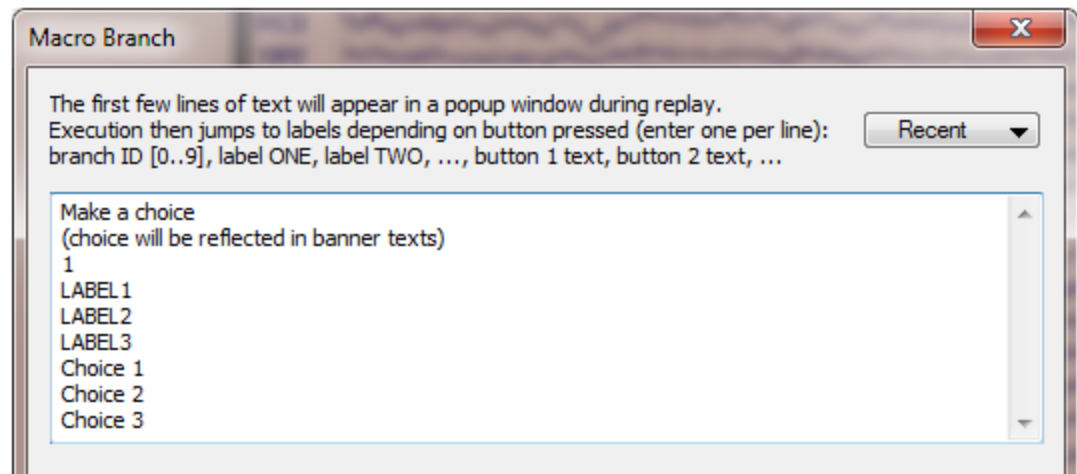 Macro Branch
The first few lines of text will appear in a popup window during replay.
Execution then jumps to labels depending on button pressed (enter one per line):
branch ID [0..9], label ONE, label TWO, ..., button 1 text, button 2 text, ...
Recent
Make a choice
(choice will be reflected in banner texts)
1
LABEL1
LABEL2
LABEL3
Choice 1
Choice 2
Choice 3